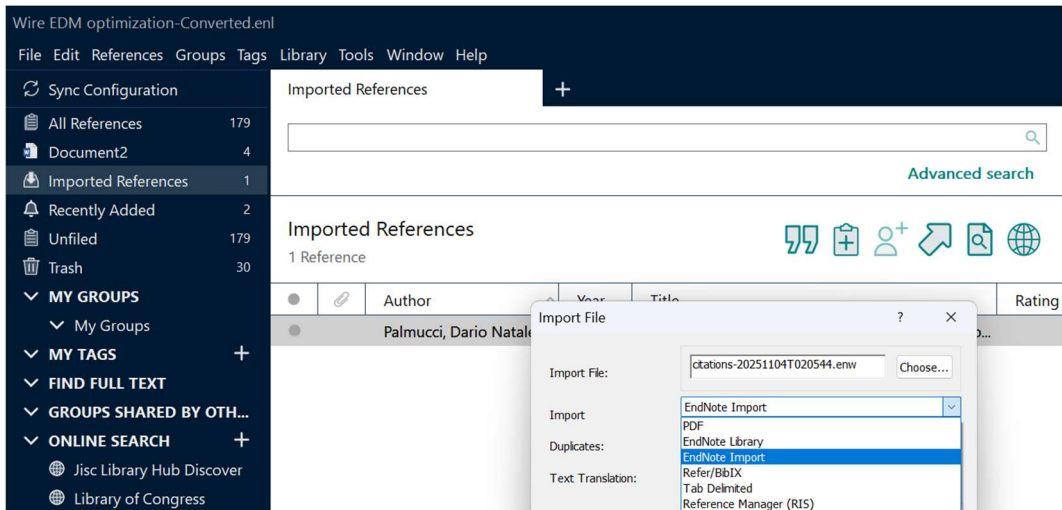 Wire EDM optimization-Converted.enl
File Edit References Groups Tags Library Tools Window Help
Sync Configuration
All References 179
Document2 4
Imported References 1
Recently Added 2
Unfiled 179
Trash 30
MY GROUPS
My Groups
MY TAGS +
FIND FULL TEXT
GROUPS SHARED BY OTH...
ONLINE SEARCH +
Jisc Library Hub Discover
Library of Congress
Imported References +
Advanced search
Imported References
1 Reference
Author Year Title Rating
Palmucci, Dario Natale
Import File ? ×
Import File: citations-20251104T020544.enw Choose...
Import EndNote Import
PDF
EndNote Library
EndNote Import
Refer/BibIX
Tab Delimited
Reference Manager (RIS)
Duplicates:
Text Translation: